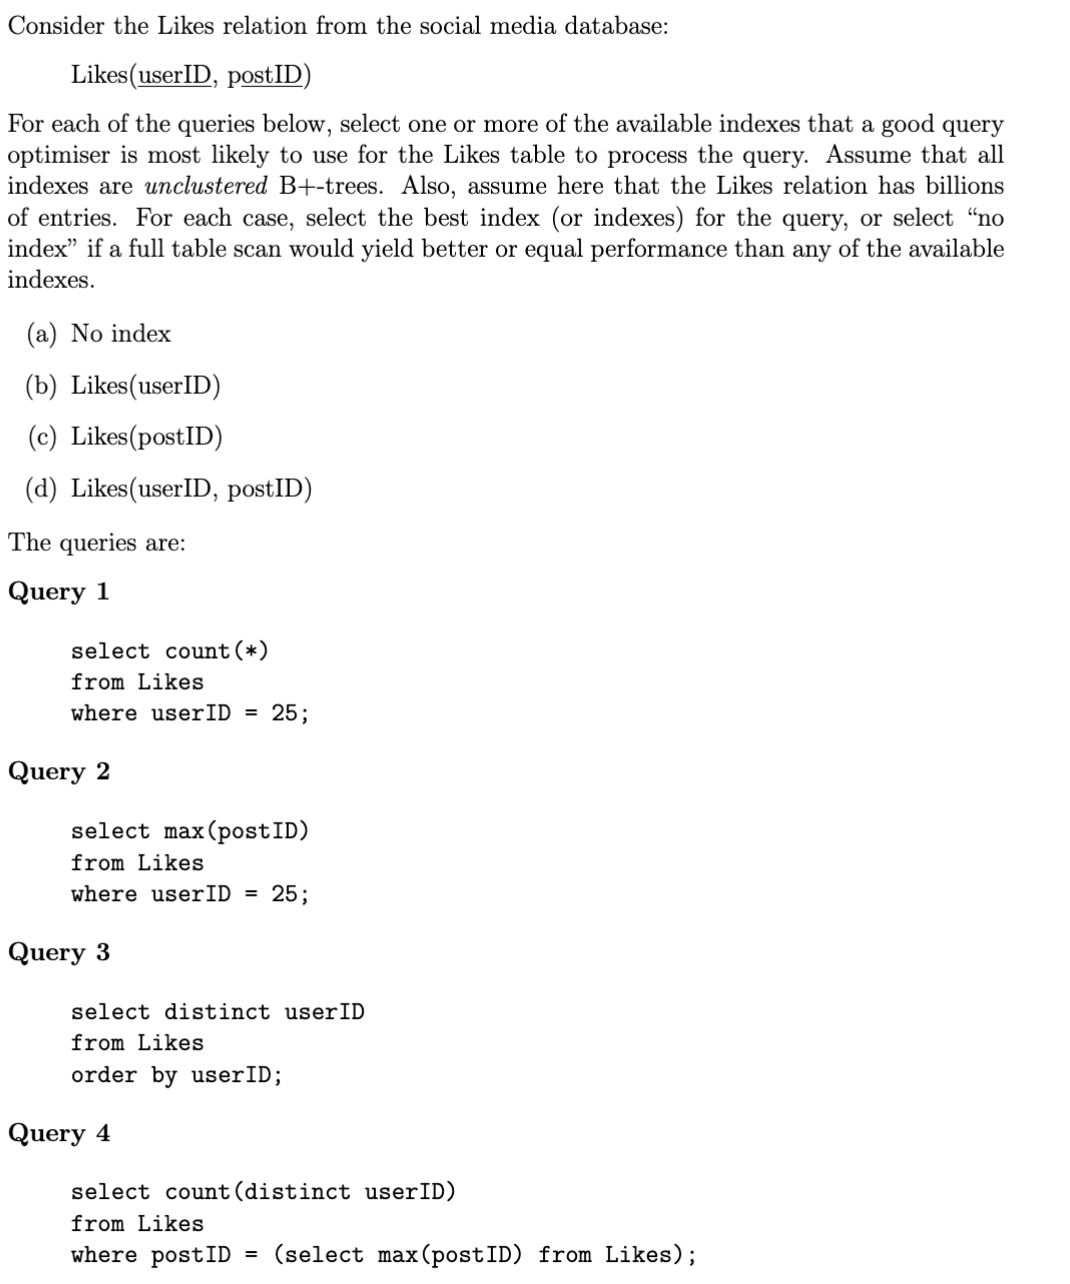 Consider the Likes relation from the social media database:
Likes(userID, postID)
For each of the queries below, select one or more of the available indexes that a good query
optimiser is most likely to use for the Likes table to process the query. Assume that all
indexes are unclustered B+-trees. Also, assume here that the Likes relation has billions
of entries. For each case, select the best index (or indexes) for the query, or select “no
index” if a full table scan would yield better or equal performance than any of the available
indexes.
(a) No index
(b) Likes(userID)
(c) Likes(postID)
(d) Likes(userID, postID)
The queries are:
Query 1
select count(*)
from Likes
where userID = 25;
Query 2
select max(postID)
from Likes
where userID = 25;
Query 3
select distinct userID
from Likes
order by userID;
Query 4
select count(distinct userID)
from Likes
where postID = (select max(postID) from Likes);